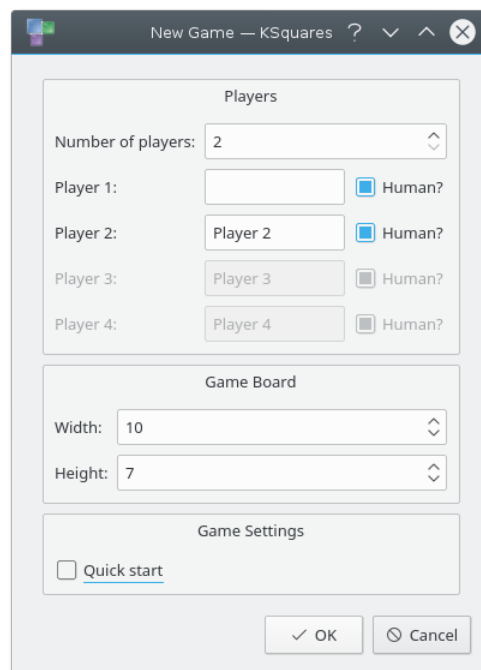 New Game — KSquares
Players
Number of players: 2
Player 1: Human?
Player 2: Player 2 Human?
Player 3: Player 3 Human?
Player 4: Player 4 Human?
Game Board
Width: 10
Height: 7
Game Settings
Quick start
OK Cancel